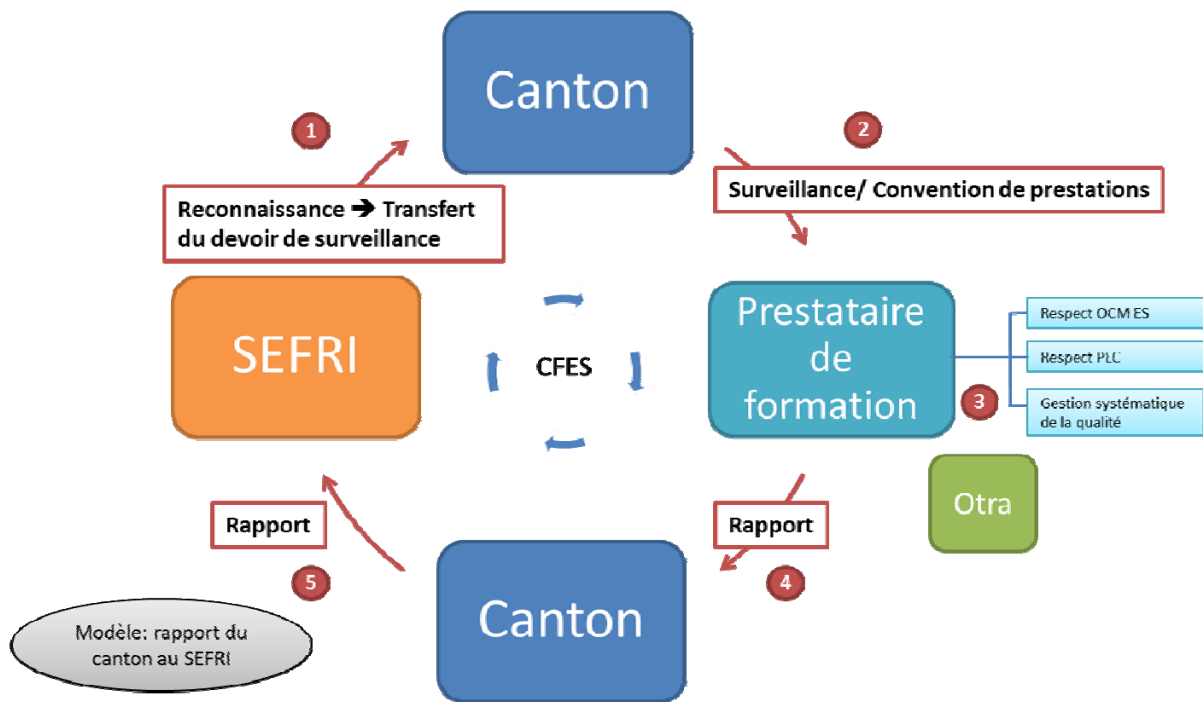 Canton
1
2
Reconnaissance ➔ Transfert
du devoir de surveillance
Surveillance/ Convention de prestations
SEFRI
CFES
Prestataire
de
formation
Respect OCM ES
Respect PEC
3
Gestion systématique
de la qualité
Otra
Rapport
Rapport
5
4
Canton
Modèle: rapport du
canton au SEFRI